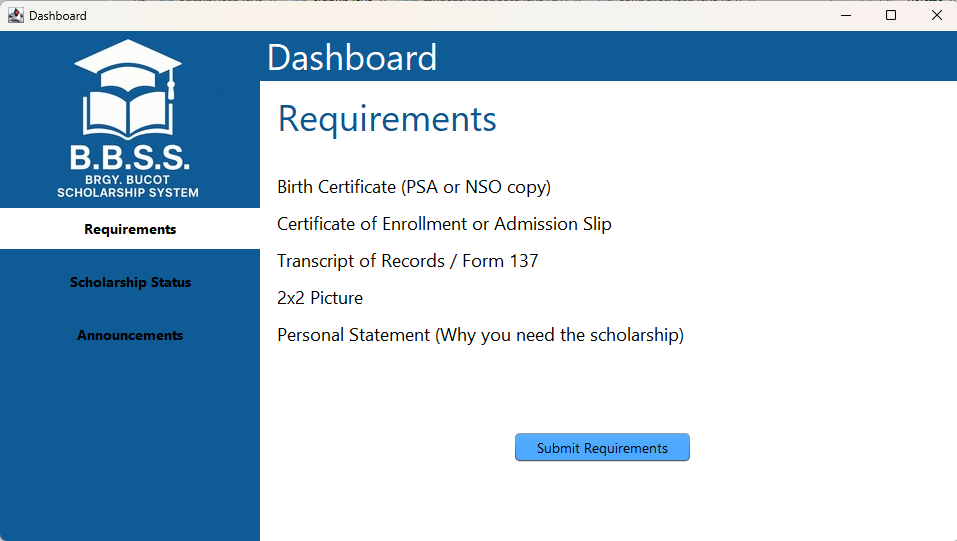 Dashboard
Dashboard
B.B.S.S.
BRGY. BUCOT
SCHOLARSHIP SYSTEM
Requirements
Scholarship Status
Announcements
Requirements
Birth Certificate (PSA or NSO copy)
Certificate of Enrollment or Admission Slip
Transcript of Records / Form 137
2x2 Picture
Personal Statement (Why you need the scholarship)
Submit Requirements